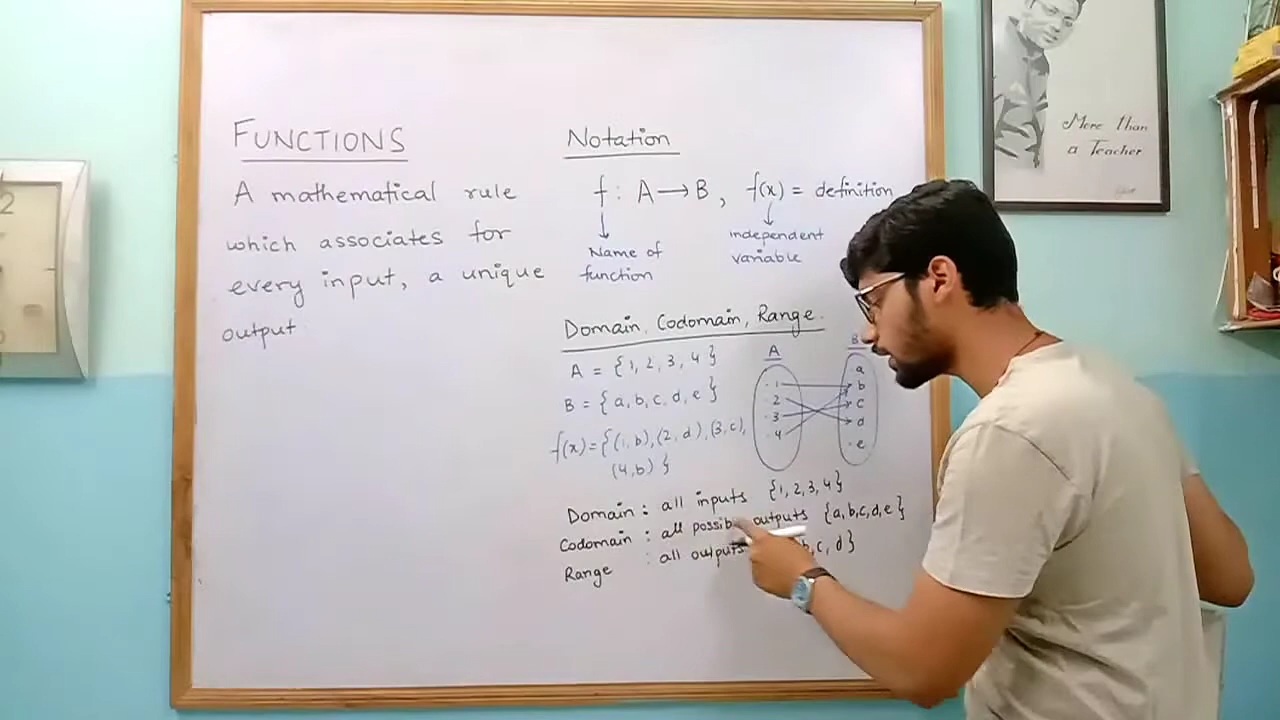 FUNCTIONS
A mathematical rule
which associates for
every input, a unique
output
Notation
f : A → B , f(x) = definition
Name of
function
independent
variable
Domain, Codomain, Range.
A = {1, 2, 3, 4}
B = {a, b, c, d, e}
f(x) = {(1, b), (2, d), (3, c),
(4, b)}
A
1
2
3
4
B
a
b
c
d
e
Domain : all inputs {1, 2, 3, 4}
Codomain : all possib outputs {a, b, c, d, e}
Range : all outputs b, c, d}
More than
a Teacher
2